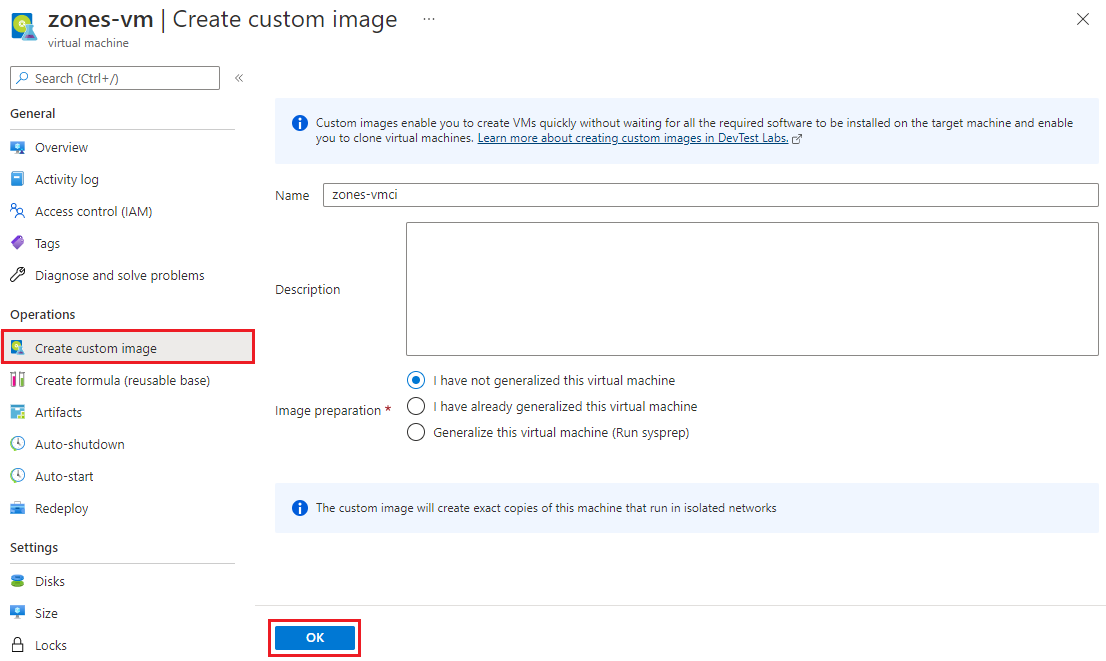 zones-vm | Create custom image ...
virtual machine
Search (Ctrl+/)
«
General
Overview
Activity log
Access control (IAM)
Tags
Diagnose and solve problems
Operations
Create custom image
Create formula (reusable base)
Artifacts
Auto-shutdown
Auto-start
Redeploy
Settings
Disks
Size
Locks
Custom images enable you to create VMs quickly without waiting for all the required software to be installed on the target machine and enable
you to clone virtual machines. Learn more about creating custom images in DevTest Labs.
Name
zones-vmci
Description
Image preparation *
I have not generalized this virtual machine
I have already generalized this virtual machine
Generalize this virtual machine (Run sysprep)
The custom image will create exact copies of this machine that run in isolated networks
OK